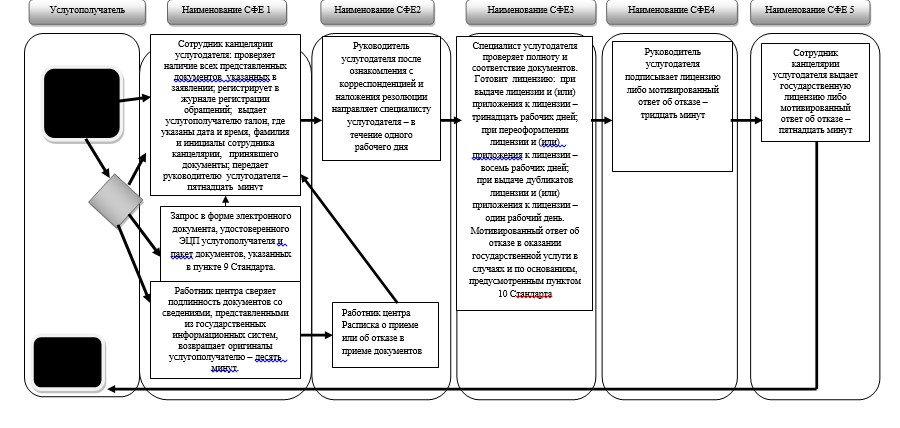 Услугополучатель
Наименование СФЕ 1
Наименование СФЕ2
Наименование СФЕ3
Наименование СФЕ4
Наименование СФЕ 5
Сотрудник канцелярии
услугодателя: проверяет
наличие всех представленных
документов, указанных в
заявлении; регистрирует в
журнале регистрации
обращений; выдает
услугополучателю талон, где
указаны дата и время, фамилия
и инициалы сотрудника
канцелярии, принявшего
документы; передает
руководителю услугодателя –
пятнадцать минут
Запрос в форме электронного
документа, удостоверенного
ЭЦП услугополучателя и
пакет документов, указанных
в пункте 9 Стандарта.
Работник центра сверяет
подлинность документов со
сведениями, представленными
из государственных
информационных систем,
возвращает оригиналы
услугополучателю – десять
минут.
Руководитель
услугодателя после
ознакомления с
корреспонденцией и
наложения резолюции
направляет специалисту
услугодателя – в
течение одного
рабочего дня
Работник центра
Расписка о приеме
или об отказе в
приеме документов
Специалист услугодателя
проверяет полноту и
соответствие документов.
Готовит лицензию: при
выдаче лицензии и (или)
приложения к лицензии –
тринадцать рабочих дней;
при переоформлении
лицензии и (или)
приложения к лицензии –
восемь рабочих дней;
при выдаче дубликатов
лицензии и (или)
приложения к лицензии –
один рабочий день.
Мотивированный ответ об
отказе в оказании
государственной услуги в
случаях и по основаниям,
предусмотренным пунктом
10 Стандарта
Руководитель
услугодателя
подписывает лицензию
либо мотивированный
ответ об отказе –
тридцать минут
Сотрудник
канцелярии
услугодателя выдает
государственную
лицензию либо
мотивированный
ответ об отказе –
пятнадцать минут